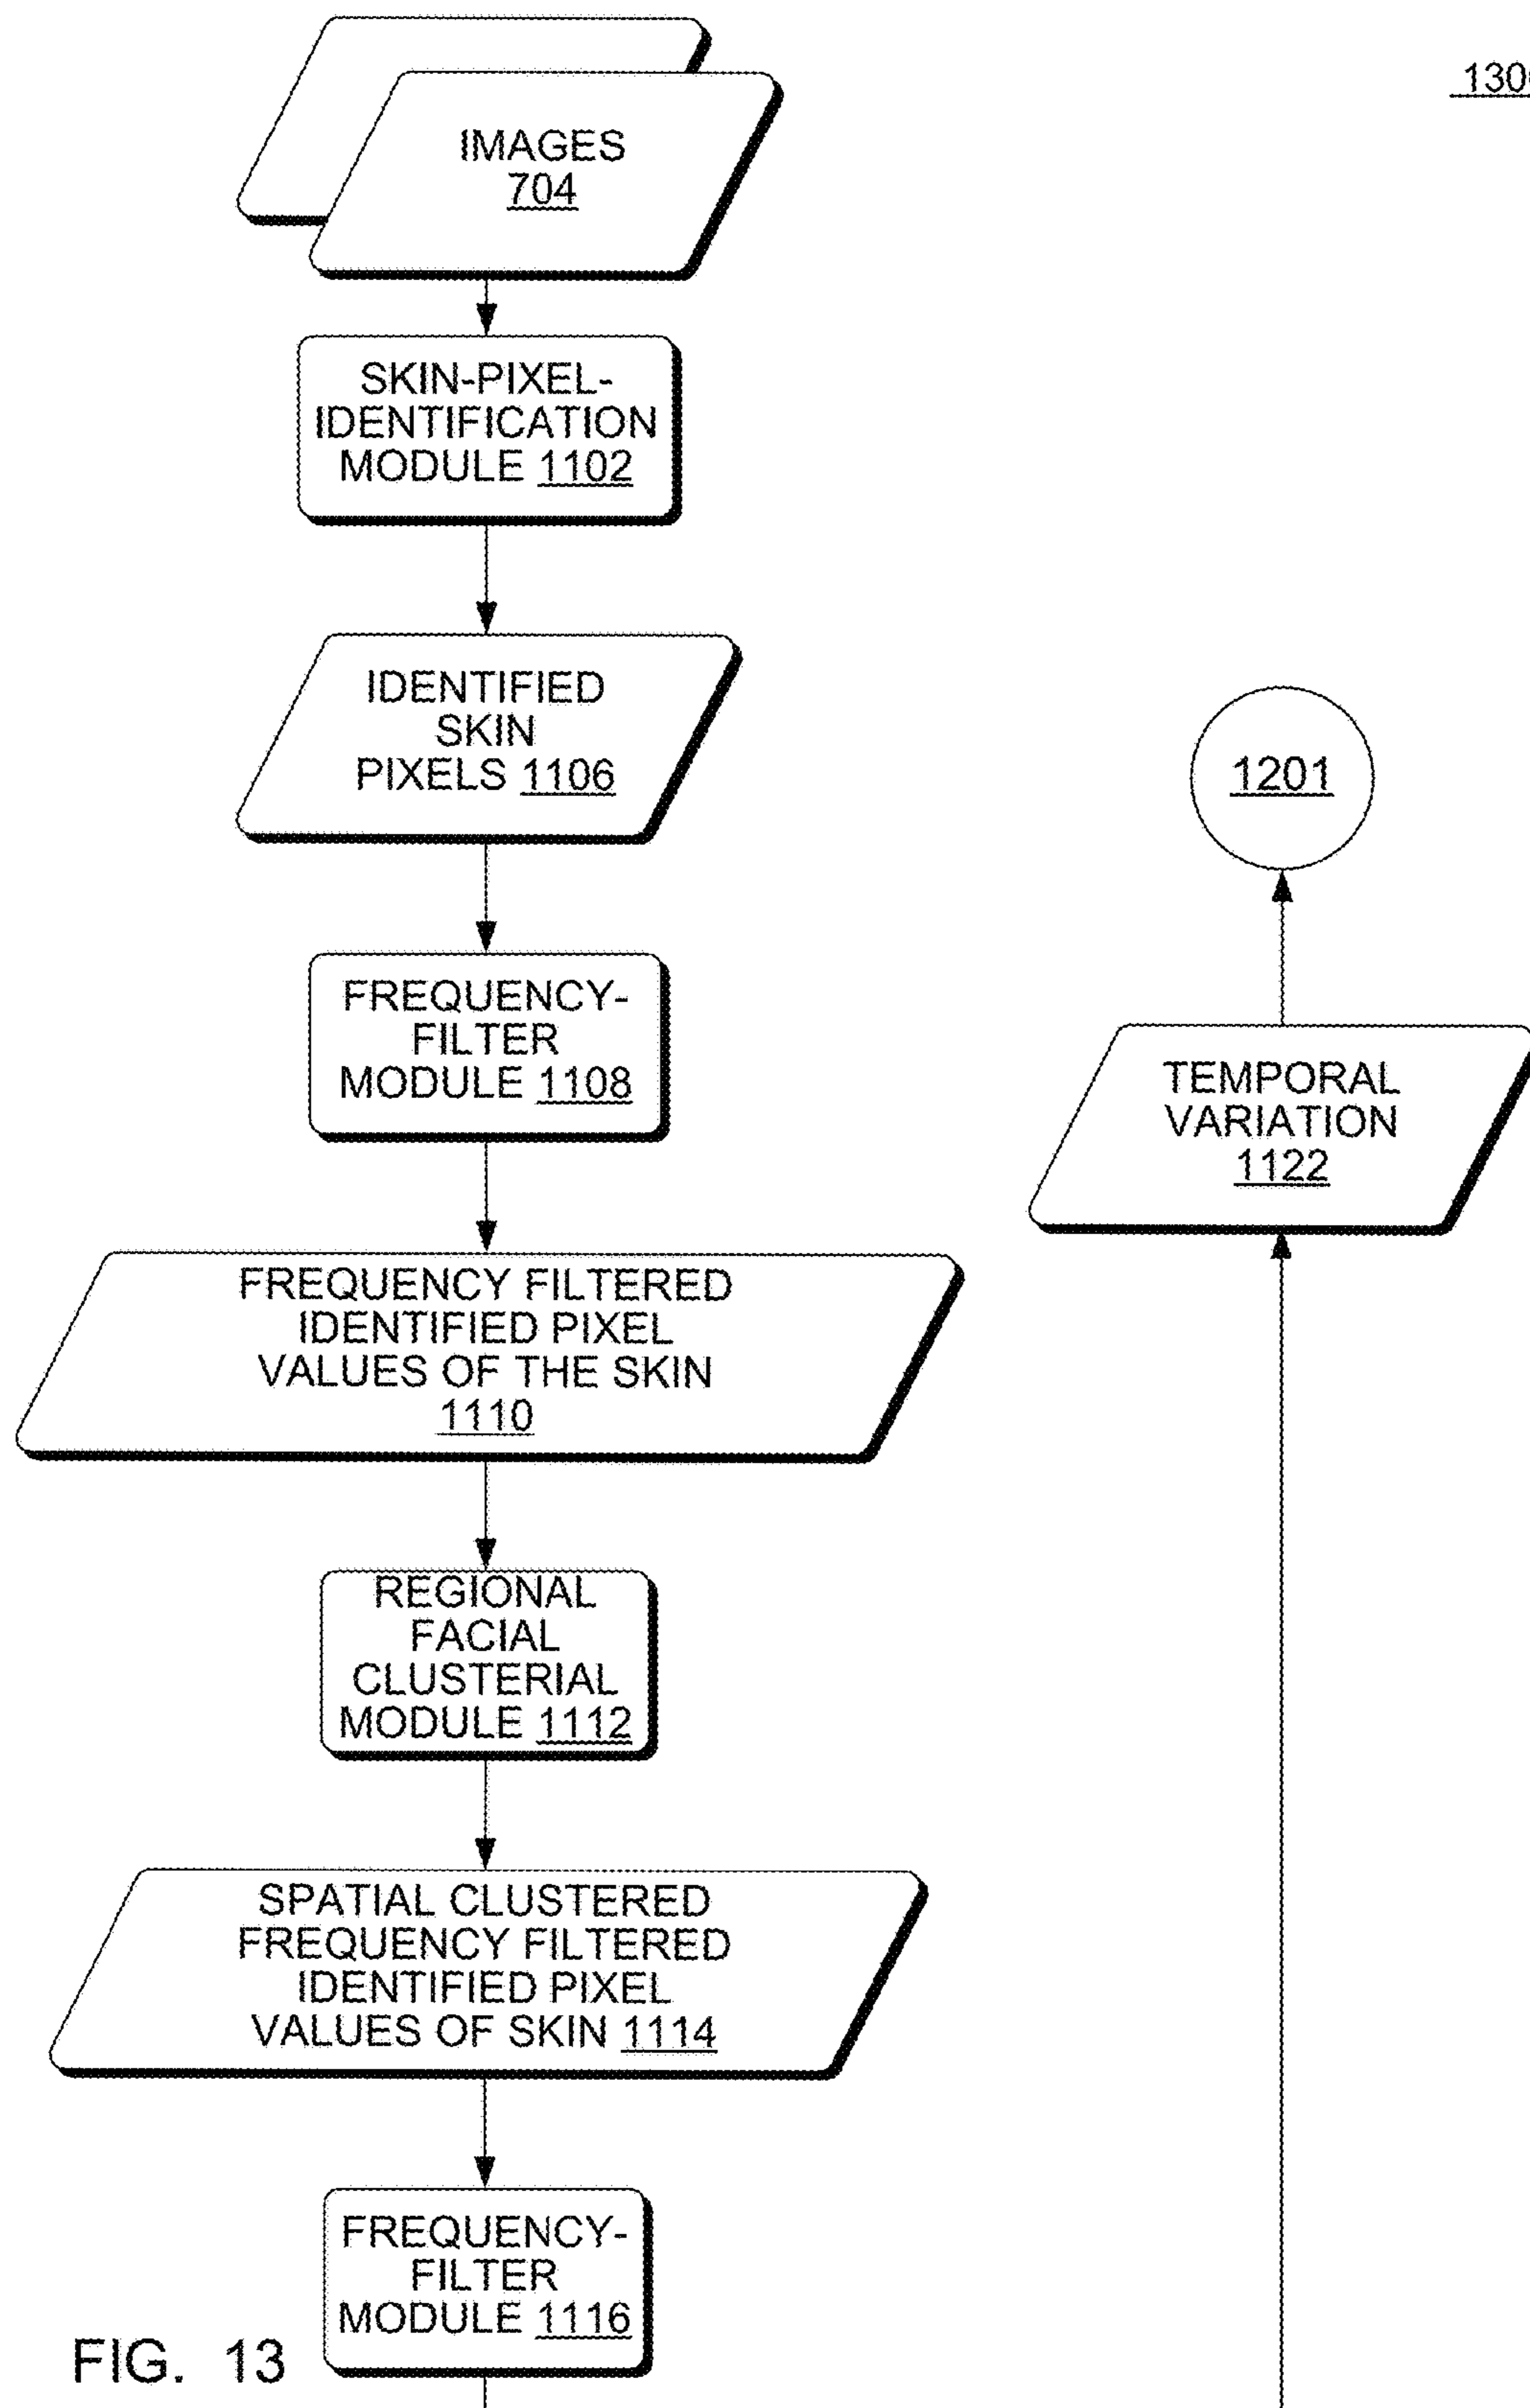 IMAGES
704
SKIN-PIXEL-
IDENTIFICATION
MODULE 1102
IDENTIFIED
SKIN
PIXELS 1106
FREQUENCY-
FILTER
MODULE 1108
FREQUENCY FILTERED
IDENTIFIED PIXEL
VALUES OF THE SKIN
1110
REGIONAL
FACIAL
CLUSTERIAL
MODULE 1112
SPATIAL CLUSTERED
FREQUENCY FILTERED
IDENTIFIED PIXEL
VALUES OF SKIN 1114
FREQUENCY-
FILTER
MODULE 1116
FIG. 13
1201
TEMPORAL
VARIATION
1122